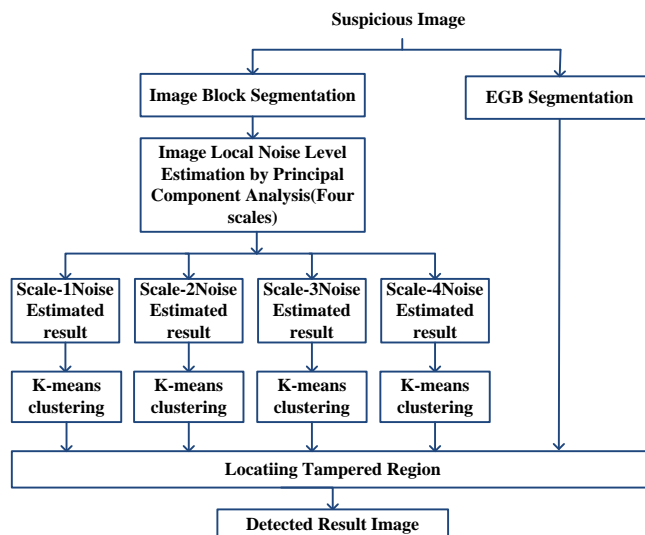 Suspicious Image
Image Block Segmentation
EGB Segmentation
Image Local Noise Level
Estimation by Principal
Component Analysis(Four
scales)
Scale-1Noise
Estimated
result
Scale-2Noise
Estimated
result
Scale-3Noise
Estimated
result
Scale-4Noise
Estimated
result
K-means
clustering
K-means
clustering
K-means
clustering
K-means
clustering
Locatiing Tampered Region
Detected Result Image